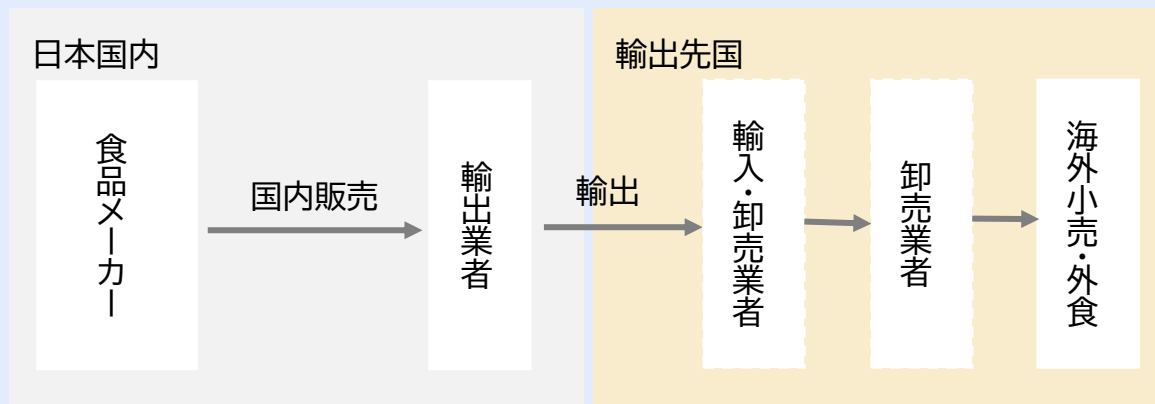 日本国内
食品メーカー
国内販売
輸出業者
輸出
輸出先国
輸入・卸売業者
卸売業者
海外小売・外食